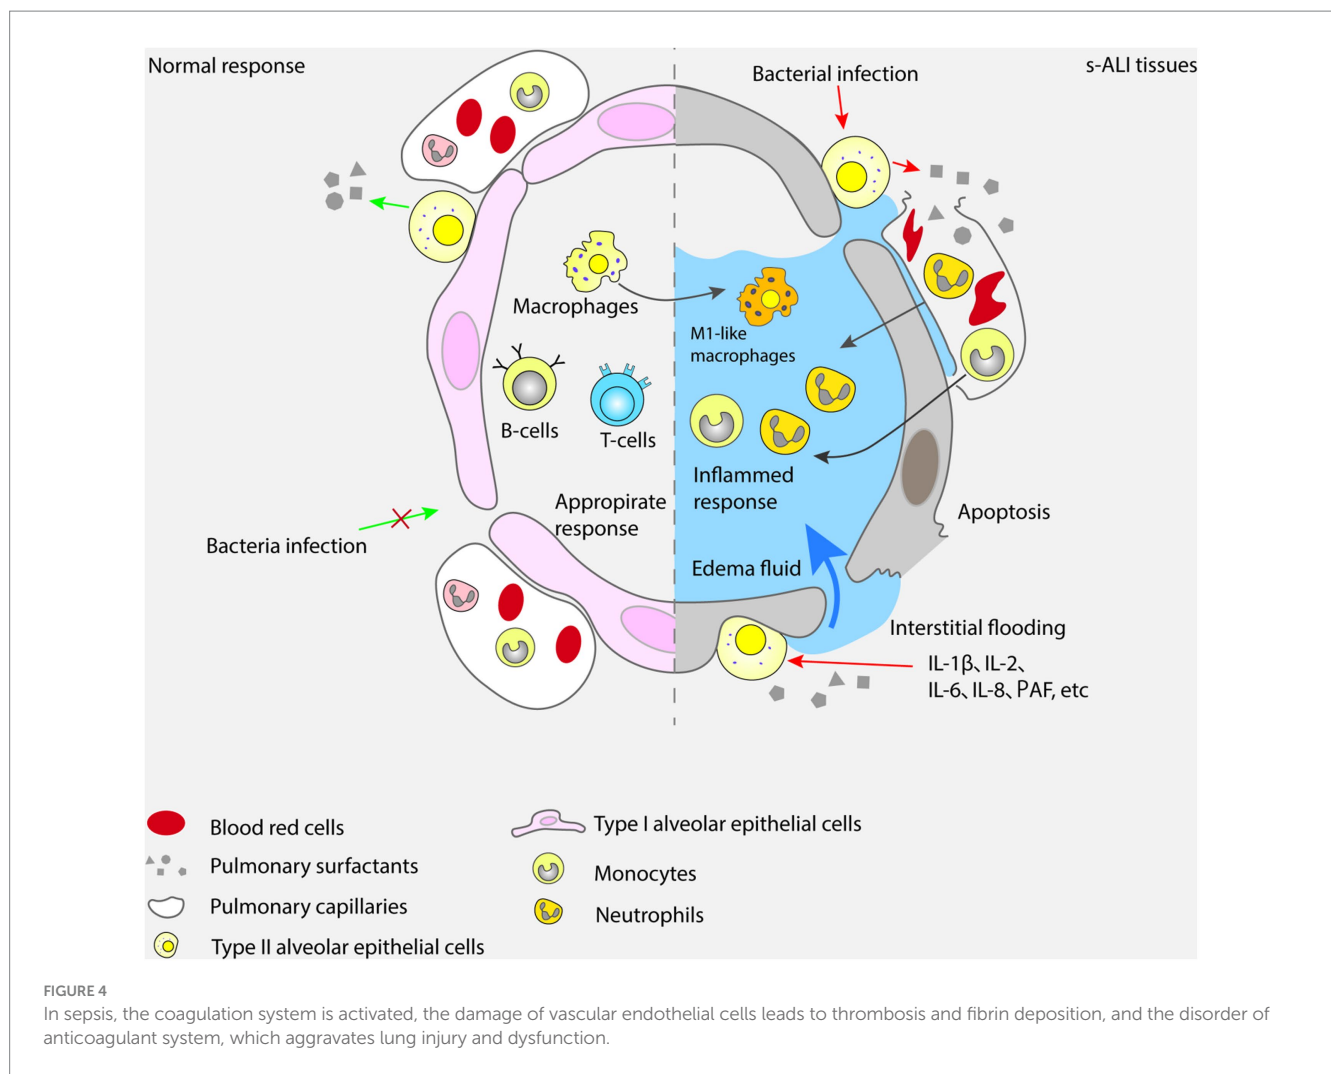 Normal response
s-ALI tissues
Bacterial infection
Macrophages
M1-like
macrophages
B-cells
T-cells
Inflammed
response
Appropirate
response
Apoptosis
Bacteria infection
Edema fluid
Interstitial flooding
IL-1β、IL-2、
IL-6、IL-8、PAF, etc
Blood red cells
Pulmonary surfactants
Pulmonary capillaries
Type II alveolar epithelial cells
Type I alveolar epithelial cells
Monocytes
Neutrophils
FIGURE 4
In sepsis, the coagulation system is activated, the damage of vascular endothelial cells leads to thrombosis and fibrin deposition, and the disorder of
anticoagulant system, which aggravates lung injury and dysfunction.